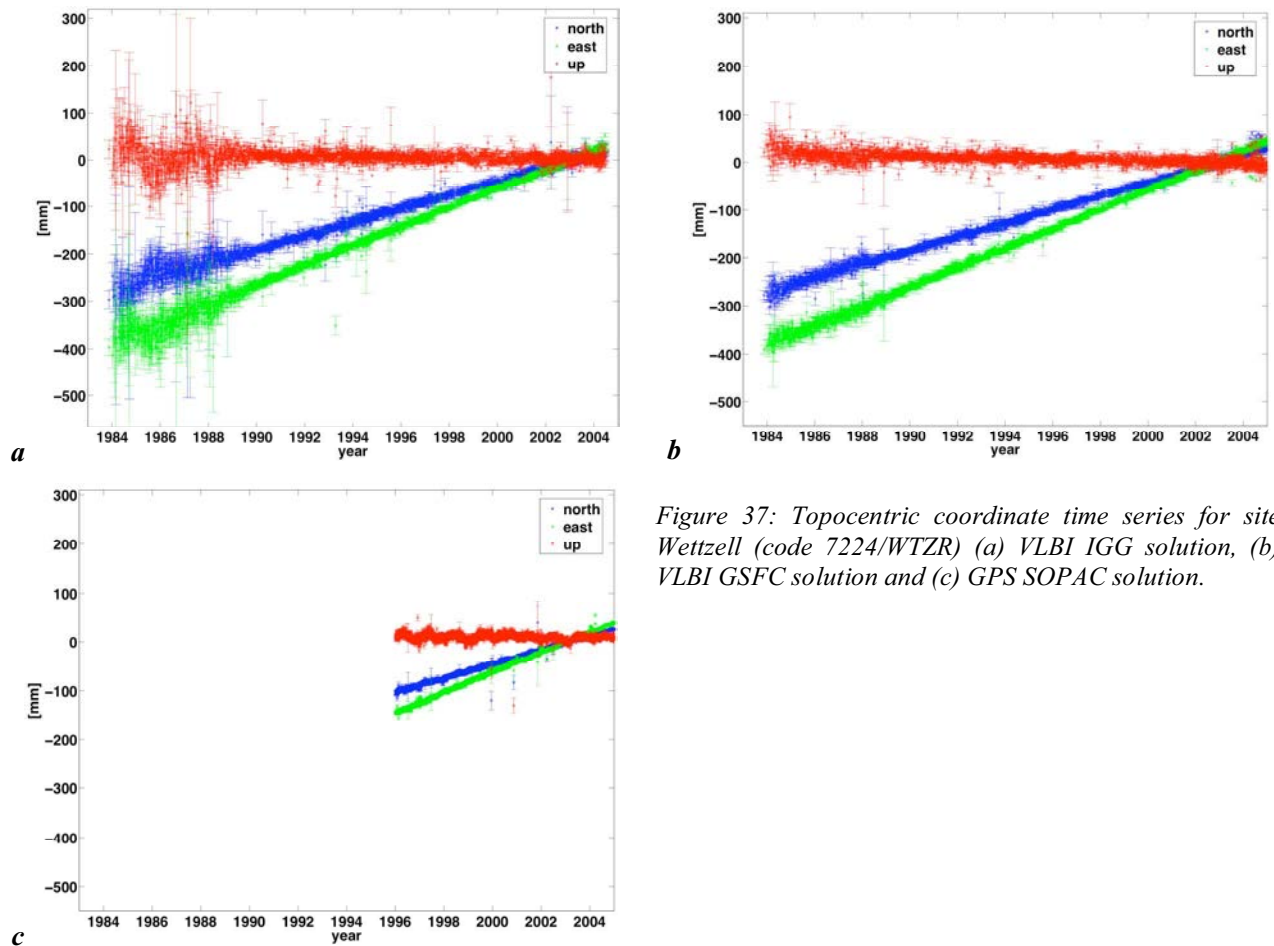 300
200
100
0
−100
−200
−300
−400
−500
[mm]
north
east
up
1984 1986 1988 1990 1992 1994 1996 1998 2000 2002 2004
year
a
300
200
100
0
−100
−200
−300
−400
−500
[mm]
north
east
up
1984 1986 1988 1990 1992 1994 1996 1998 2000 2002 2004
year
b
300
200
100
0
−100
−200
−300
−400
−500
[mm]
north
east
up
1984 1986 1988 1990 1992 1994 1996 1998 2000 2002 2004
year
c
Figure 37: Topocentric coordinate time series for site
Wettzell (code 7224/WTZR) (a) VLBI IGG solution, (b)
VLBI GSFC solution and (c) GPS SOPAC solution.